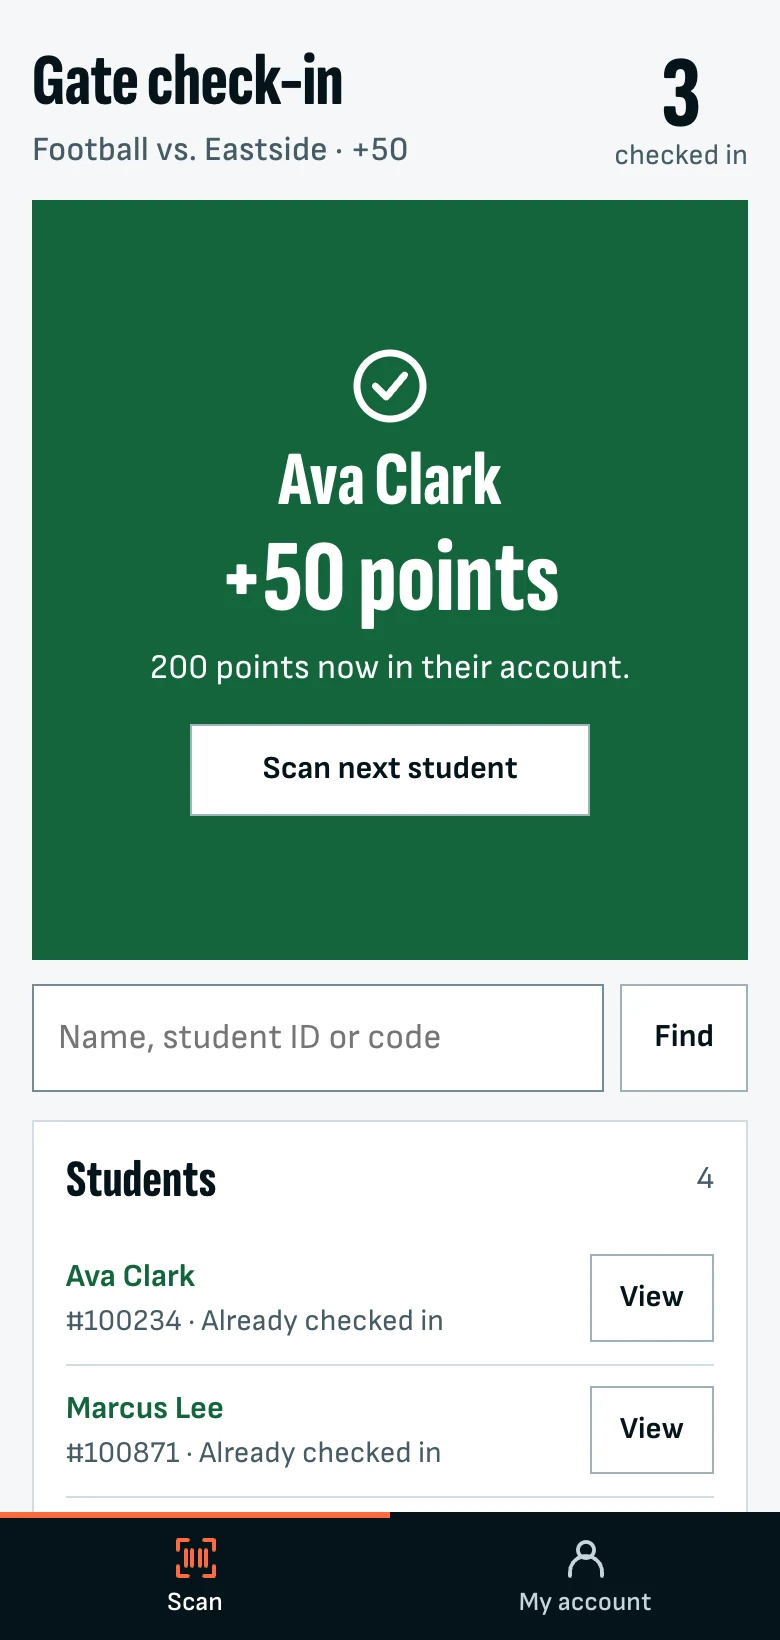 Gate check-in
Football vs. Eastside · +50
3
checked in
Ava Clark
+50 points
200 points now in their account.
Scan next student
Name, student ID or code
Find
Students
4
Ava Clark
#100234 · Already checked in
View
Marcus Lee
#100871 · Already checked in
View
Scan
My account